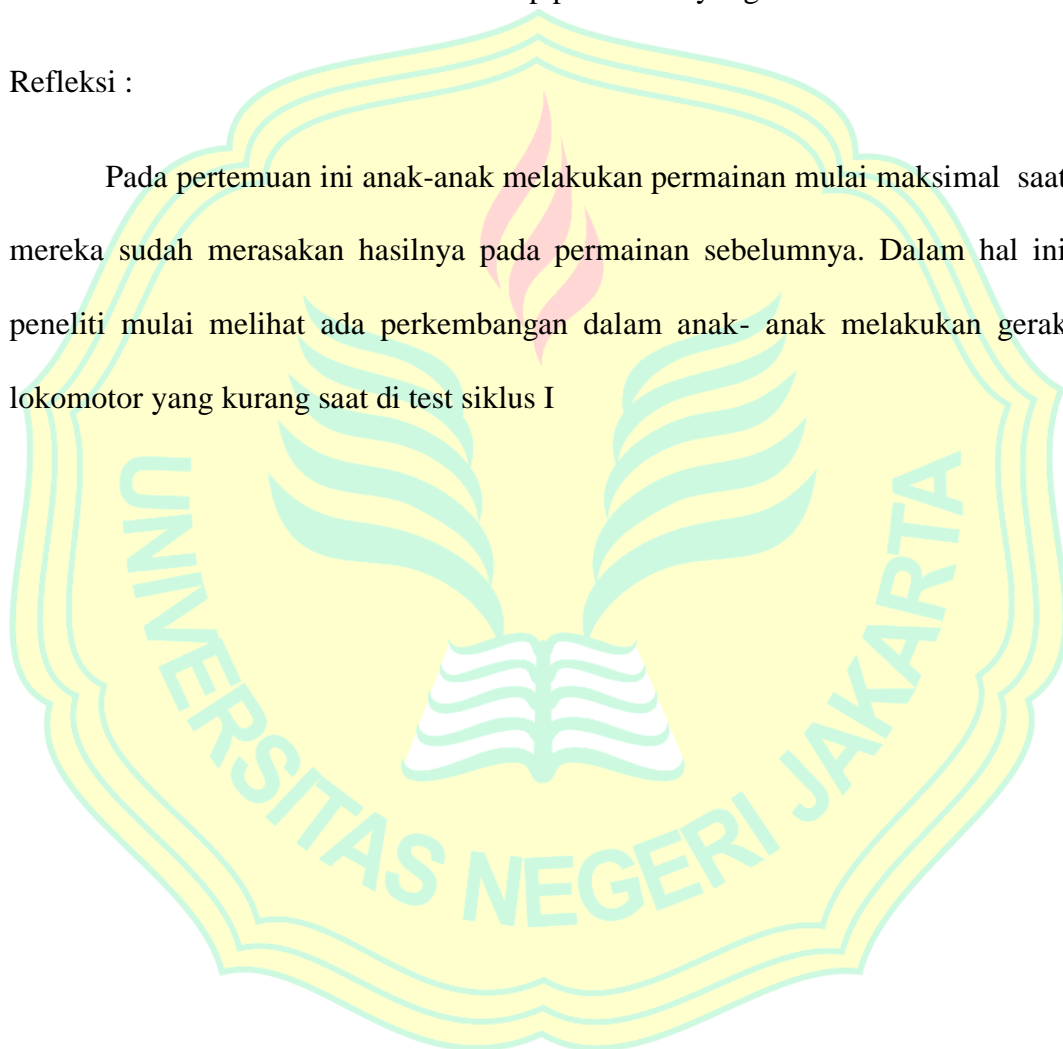 Refleksi :
Pada pertemuan ini anak-anak melakukan permainan mulai maksimal saat
mereka sudah merasakan hasilnya pada permainan sebelumnya. Dalam hal ini
peneliti mulai melihat ada perkembangan dalam anak- anak melakukan gerak
lokomotor yang kurang saat di test siklus I
UNIVERSITAS NEGERI JAKARTA